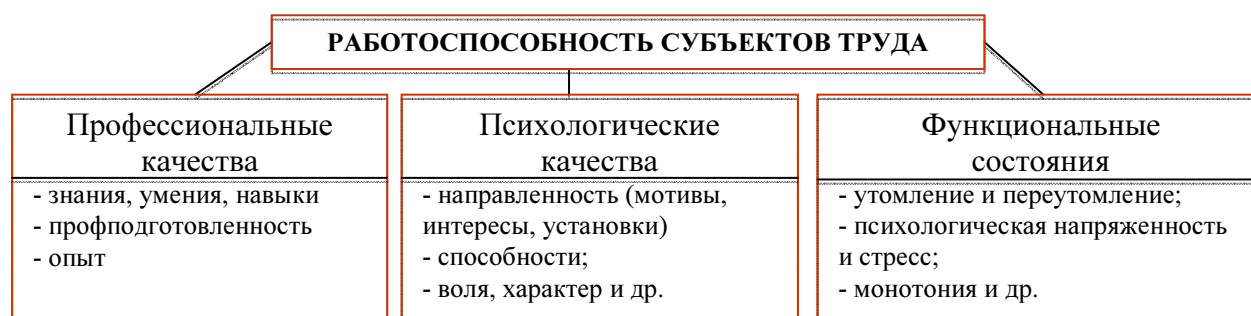 РАБОТОСПОСОБНОСТЬ СУБЪЕКТОВ ТРУДА
Профессиональные
качества
- знания, умения, навыки
- профподготовленность
- опыт
Психологические
качества
- направленность (мотивы,
интересы, установки)
- способности;
- воля, характер и др.
Функциональные
состояния
- утомление и переутомление;
- психологическая напряженность
и стресс;
- монотония и др.